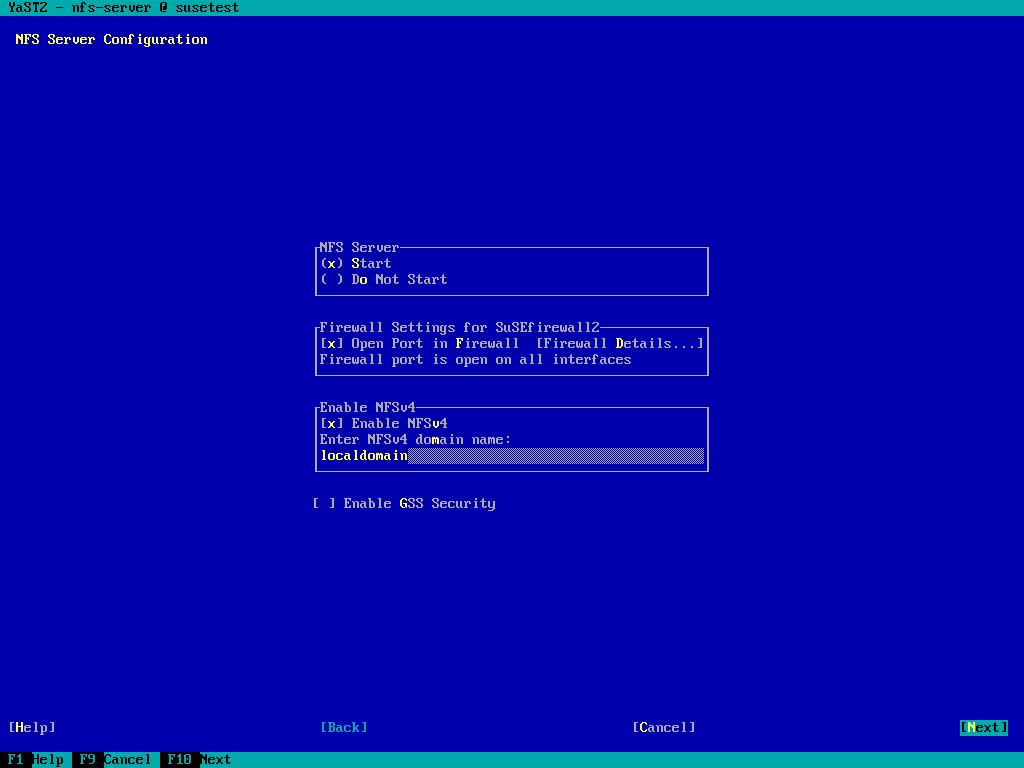 YaST2 - nfs-server @ susetest
NFS Server Configuration
NFS Server
(x) Start
( ) Do Not Start
Firewall Settings for SuSEfirewall2
[x] Open Port in Firewall [Firewall Details...]
Firewall port is open on all interfaces
Enable NFSv4
[x] Enable NFSv4
Enter NFSv4 domain name:
localdomain
[ ] Enable GSS Security
[Help] [Back] [Cancel] [Next]
F1 Help F9 Cancel F10 Next